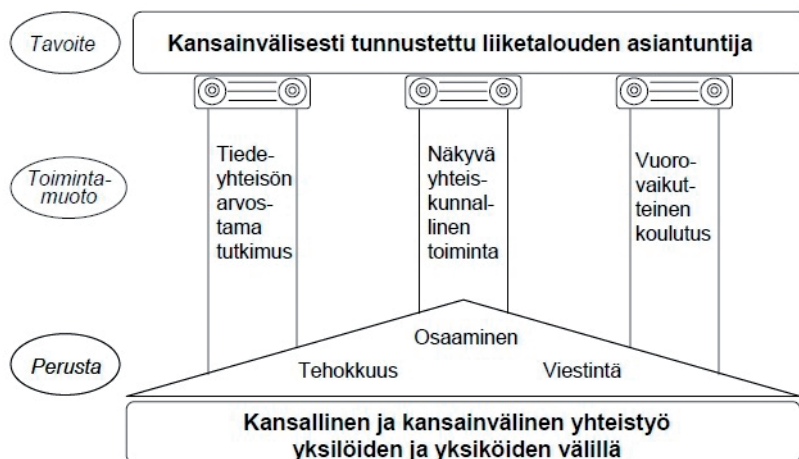 Tavoite
Kansainvälisesti tunnustettu liiketalouden asiantuntija
Toiminta-
muoto
Tiede-
yhteisön
arvos-
tama
tutkimus
Näkyvä
yhteis-
kunnal-
linen
toiminta
Vuoro-
vaikut-
teinen
koulutus
Perusta
Osaaminen
Tehokkuus
Viestintä
Kansallinen ja kansainvälinen yhteistyö
yksilöiden ja yksiköiden välillä